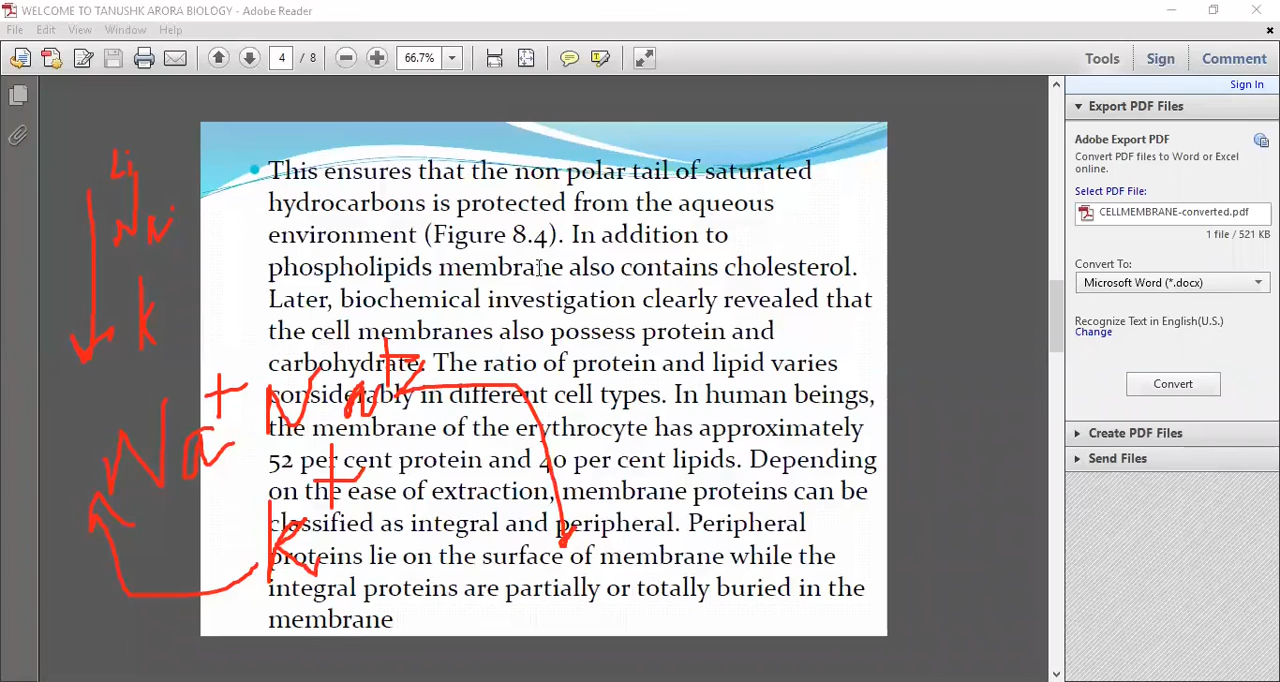 WELCOME TO TANUSHK ARORA BIOLOGY - Adobe Reader
File Edit View Window Help
4 / 8 66.7% Tools Sign Comment
Sign In
Export PDF Files
Adobe Export PDF
Convert PDF files to Word or Excel
online.
Select PDF File:
CELLMEMBRANE-converted.pdf
1 file / 521 KB
Convert To:
Microsoft Word (*.docx)
Recognize Text in English(U.S.)
Change
Convert
Create PDF Files
Send Files
This ensures that the non polar tail of saturated
hydrocarbons is protected from the aqueous
environment (Figure 8.4). In addition to
phospholipids membrane also contains cholesterol.
Later, biochemical investigation clearly revealed that
the cell membranes also possess protein and
carbohydrate. The ratio of protein and lipid varies
considerably in different cell types. In human beings,
the membrane of the erythrocyte has approximately
52 per cent protein and 40 per cent lipids. Depending
on the ease of extraction, membrane proteins can be
classified as integral and peripheral. Peripheral
proteins lie on the surface of membrane while the
integral proteins are partially or totally buried in the
membrane
Li
k
Na+
Na+
k+